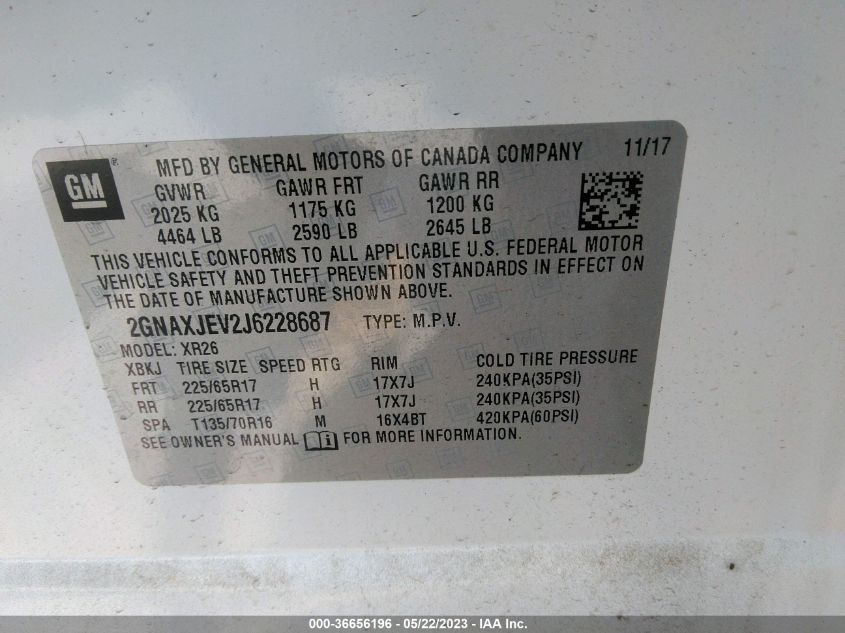 GM ® MFD BY GENERAL MOTORS OF CANADA COMPANY 11/17
GVWR GAWR FRT GAWR RR
2025 KG 1175 KG 1200 KG
4464 LB 2590 LB 2645 LB
THIS VEHICLE CONFORMS TO ALL APPLICABLE U.S. FEDERAL MOTOR
VEHICLE SAFETY AND THEFT PREVENTION STANDARDS IN EFFECT ON
THE DATE OF MANUFACTURE SHOWN ABOVE.
2GNAXJEV2J6228687 TYPE: M.P.V.
MODEL: XR26
XBKJ TIRE SIZE SPEED RTG RIM COLD TIRE PRESSURE
FRT 225/65R17 H 17X7J 240KPA(35PSI)
RR 225/65R17 H 17X7J 240KPA(35PSI)
SPA T135/70R16 M 16X4BT 420KPA(60PSI)
SEE OWNER'S MANUAL i FOR MORE INFORMATION.
000-36656196 - 05/22/2023 - IAA Inc.